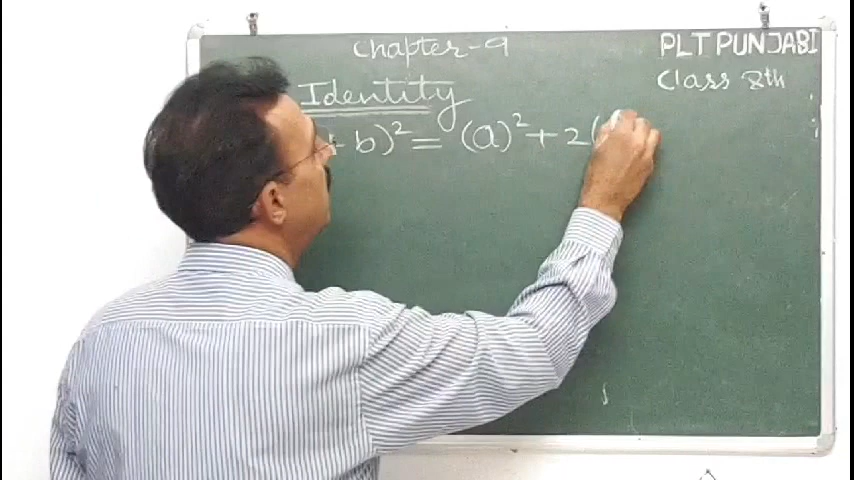 Chapter-9
PLT PUNJABI
Class 8th
Identity
+ b)² = (a)² + 2(